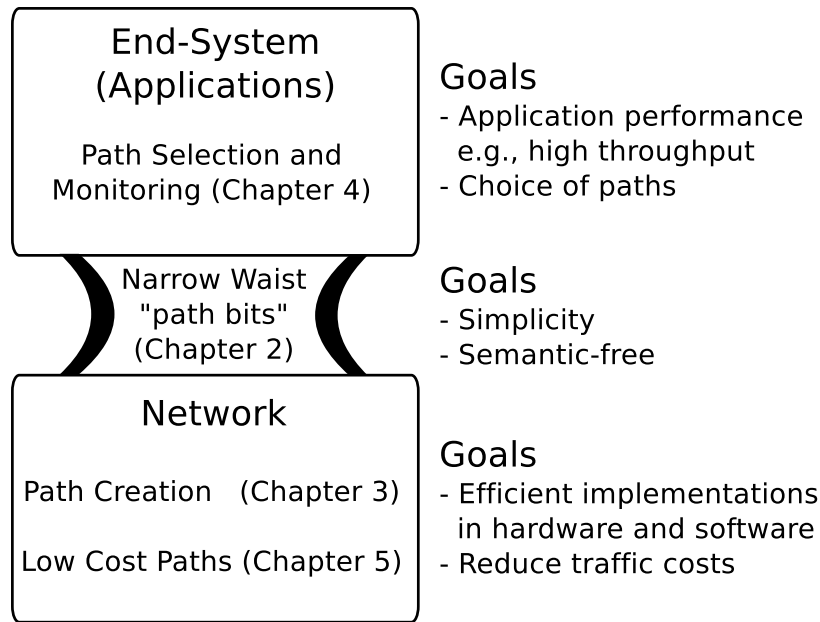 End-System
(Applications)
Path Selection and
Monitoring (Chapter 4)
Goals
- Application performance
e.g., high throughput
- Choice of paths
Narrow Waist
"path bits"
(Chapter 2)
Goals
- Simplicity
- Semantic-free
Network
Path Creation (Chapter 3)
Low Cost Paths (Chapter 5)
Goals
- Efficient implementations
in hardware and software
- Reduce traffic costs